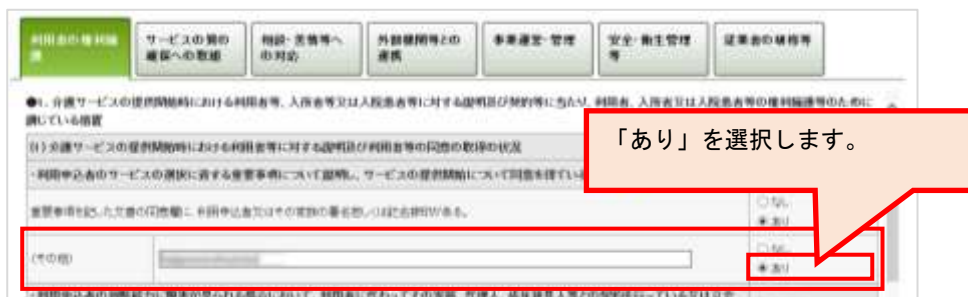 利用者の権利擁護
サービスの質の確保への取組
相談・苦情等への対応
外部機関等との連携
事業運営・管理
安全・衛生管理等
従業者の研修等
●1. 介護サービスの提供開始時における利用者等、入所者等又は入院患者等に対する説明及び契約等に当たり、利用者、入所者又は入院患者等の権利擁護等のために
講じている措置
(1) 介護サービスの提供開始時における利用者等に対する説明及び利用者等の同意の取得の状況
「あり」を選択します。
・利用申込者のサービスの選択に資する重要事項について説明し、サービスの提供開始について同意を得ている
重要事項を記した文書の同意欄に、利用申込者又はその家族の署名若しくは記名捺印がある。
なし
あり
(その他)
なし
あり